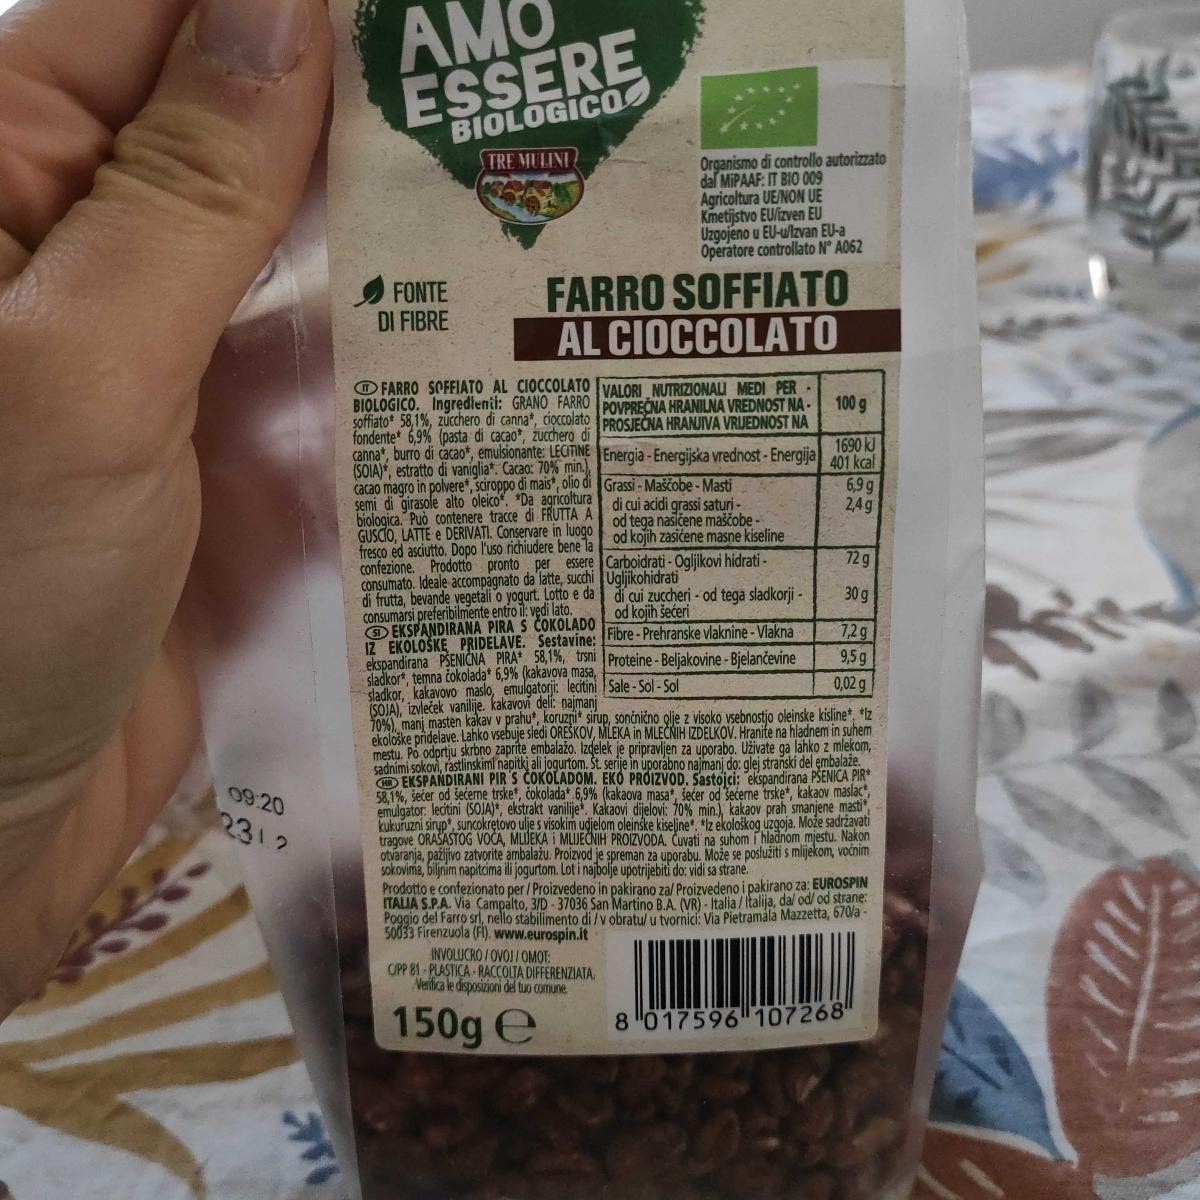 AMO
ESSERE
BIOLOGICO
TRE MULINI
Organismo di controllo autorizzato
dal MiPAAF: IT BIO 009
Agricoltura UE/NON UE
Kmetijstvo EU/izven EU
Uzgojeno u EU-u/Izvan EU-a
Operatore controllato N° A062
FONTE
DI FIBRE
FARRO SOFFIATO
AL CIOCCOLATO
IT FARRO SOFFIATO AL CIOCCOLATO
BIOLOGICO. Ingredienti: GRANO FARRO
soffiato* 58,1%, zucchero di canna*, cioccolato
fondente* 6,9% (pasta di cacao*, zucchero di
canna*, burro di cacao*, emulsionante: LECITINE
(SOIA)*, estratto di vaniglia*. Cacao: 70% min.),
cacao magro in polvere*, sciroppo di mais*, olio di
semi di girasole alto oleico*. *Da agricoltura
biologica. Può contenere tracce di FRUTTA A
GUSCIO, LATTE e DERIVATI. Conservare in luogo
fresco ed asciutto. Dopo l'uso richiudere bene la
confezione. Prodotto pronto per essere
consumato. Ideale accompagnato da latte, succhi
di frutta, bevande vegetali o yogurt. Lotto e da
consumarsi preferibilmente entro il: vedi lato.
VALORI NUTRIZIONALI MEDI PER -
POVPREČNA HRANILNA VREDNOST NA -
PROSJEČNA HRANJIVA VRIJEDNOST NA
100 g
Energia - Energijska vrednost - Energija
1690 kJ
401 kcal
Grassi - Maščobe - Masti 6,9 g
di cui acidi grassi saturi - 2,4 g
od tega nasičene maščobe -
od kojih zasićene masne kiseline
Carboidrati - Ogljikovi hidrati - 72 g
Ugljikohidrati
di cui zuccheri - od tega sladkorji - 30 g
od kojih šećeri
Fibre - Prehranske vlaknine - Vlakna 7,2 g
Proteine - Beljakovine - Bjelančevine 9,5 g
Sale - Sol - Sol 0,02 g
SI EKSPANDIRANA PIRA S ČOKOLADO
IZ EKOLOŠKE PRIDELAVE. Sestavine:
ekspandirana PŠENIČNA PIRA* 58,1%, trsni
sladkor*, temna čokolada* 6,9% (kakavova masa,
sladkor, kakavovo maslo, emulgatorji: lecitini
(SOJA), izvleček vanilije. kakavovi deli: najmanj
70%), manj masten kakav v prahu*, koruzni* sirup, sončnično olje z visoko vsebnostjo oleinske kisline*. *Iz
ekološke pridelave. Lahko vsebuje sledi OREŠKOV, MLEKA in MLEČNIH IZDELKOV. Hranite na hladnem in suhem
mestu. Po odprtju skrbno zaprite embalažo. Izdelek je pripravljen za uporabo. Uživate ga lahko z mlekom,
sadnimi sokovi, rastlinskimi napitki ali jogurtom. Št. serije in uporabno najmanj do: glej stranski del embalaže.
HR EKSPANDIRANI PIR S ČOKOLADOM. EKO PROIZVOD. Sastojci: ekspandirana PŠENICA PIR*
58,1%, šećer od šećerne trske*, čokolada* 6,9% (kakaova masa*, šećer od šećerne trske*, kakaov maslac*,
emulgator: lecitini (SOJA)*, ekstrakt vanilije*. Kakaovi dijelovi: 70% min.), kakaov prah smanjene masti*,
kukuruzni sirup*, suncokretovo ulje s visokim udjelom oleinske kiseline*. *Iz ekološkog uzgoja. Može sadržavati
tragove ORAŠASTOG VOĆA, MLIJEKA i MLIJEČNIH PROIZVODA. Čuvati na suhom i hladnom mjestu. Nakon
otvaranja, pažljivo zatvorite ambalažu. Proizvod je spreman za uporabu. Može se poslužiti s mlijekom, voćnim
sokovima, biljnim napitcima ili jogurtom. Lot i najbolje upotrijebiti do: vidi sa strane.
Prodotto e confezionato per / Proizvedeno in pakirano za/ Proizvedeno i pakirano za: EUROSPIN
ITALIA S.P.A. Via Campalto, 3/D - 37036 San Martino B.A. (VR) - Italia / Italija, da/ od/ od strane:
Poggio del Farro srl, nello stabilimento di / v obratu/ u tvornici: Via Pietramala Mazzetta, 670/a -
50033 Firenzuola (FI). www.eurospin.it
INVOLUCRO / OVOJ / OMOT:
C/PP 81 - PLASTICA - RACCOLTA DIFFERENZIATA.
Verifica le disposizioni del tuo comune.
150g e
8 017596 107268
09:20